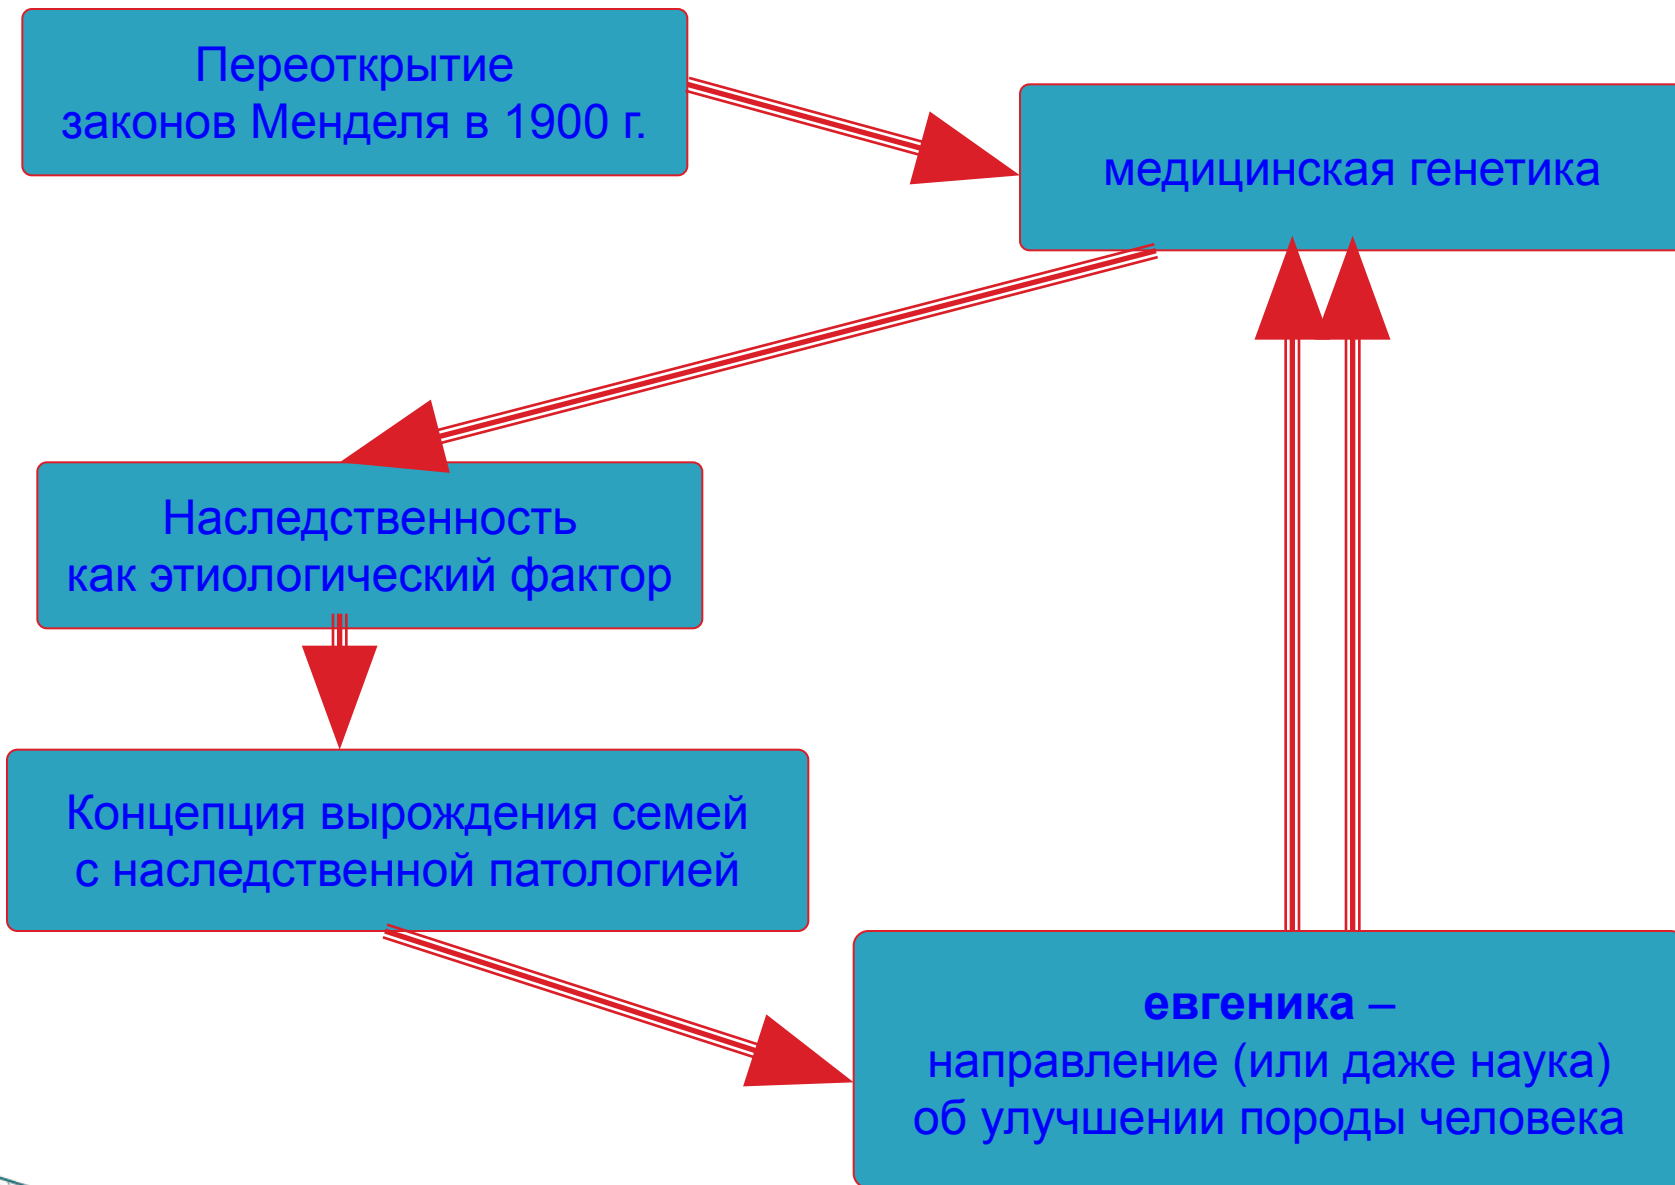 Переоткрытие
законов Менделя в 1900 г.
медицинская генетика
Наследственность
как этиологический фактор
Концепция вырождения семей
с наследственной патологией
евгеника –
направление (или даже наука)
об улучшении породы человека